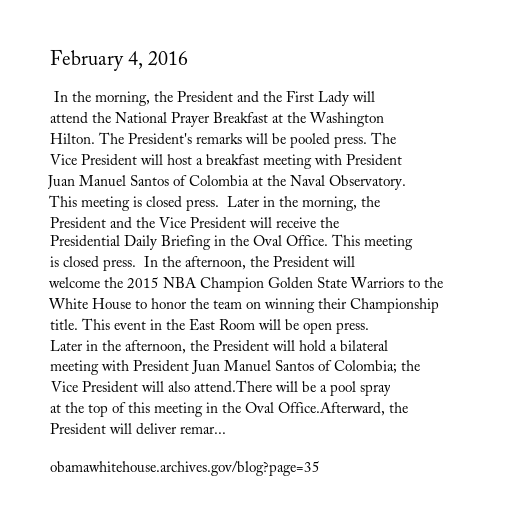 February 4, 2016
In the morning, the President and the First Lady will
attend the National Prayer Breakfast at the Washington
Hilton. The President's remarks will be pooled press. The
Vice President will host a breakfast meeting with President
Juan Manuel Santos of Colombia at the Naval Observatory.
This meeting is closed press.  Later in the morning, the
President and the Vice President will receive the
Presidential Daily Briefing in the Oval Office. This meeting
is closed press.  In the afternoon, the President will
welcome the 2015 NBA Champion Golden State Warriors to the
White House to honor the team on winning their Championship
title. This event in the East Room will be open press.
Later in the afternoon, the President will hold a bilateral
meeting with President Juan Manuel Santos of Colombia; the
Vice President will also attend.There will be a pool spray
at the top of this meeting in the Oval Office.Afterward, the
President will deliver remar...
obamawhitehouse.archives.gov/blog?page=35